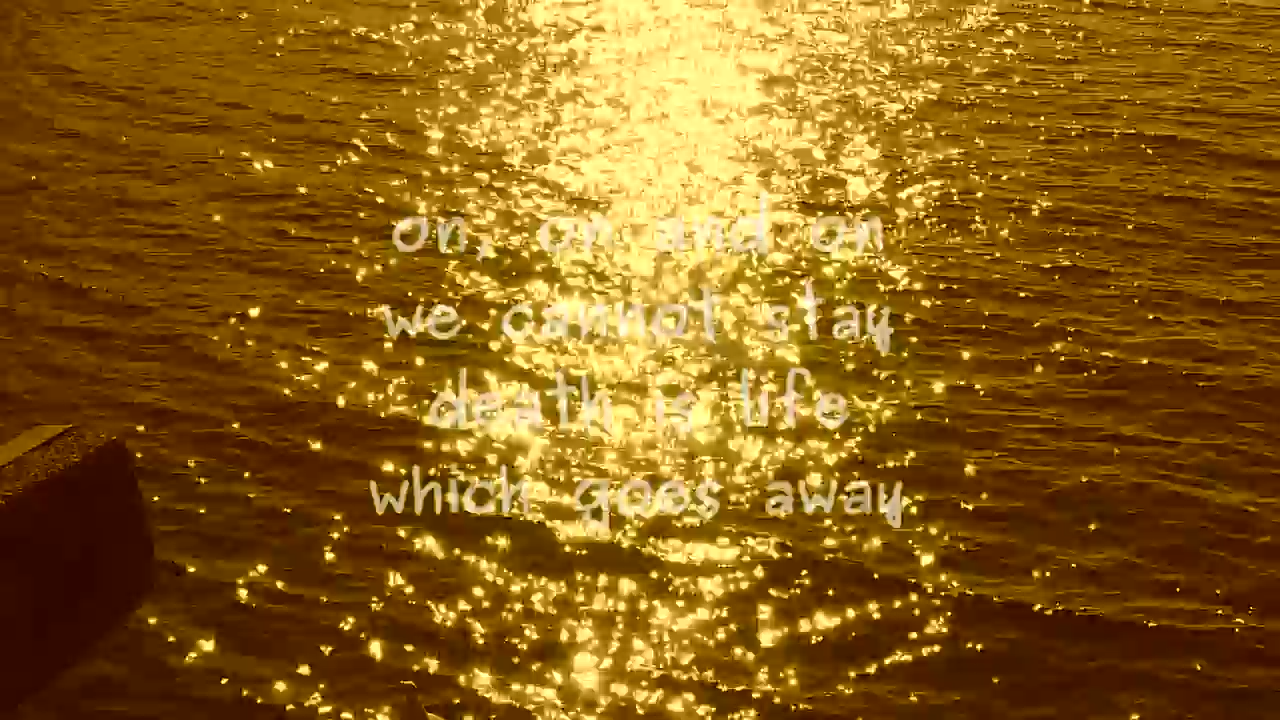 on, on and on
we cannot stay
death is life
which goes away